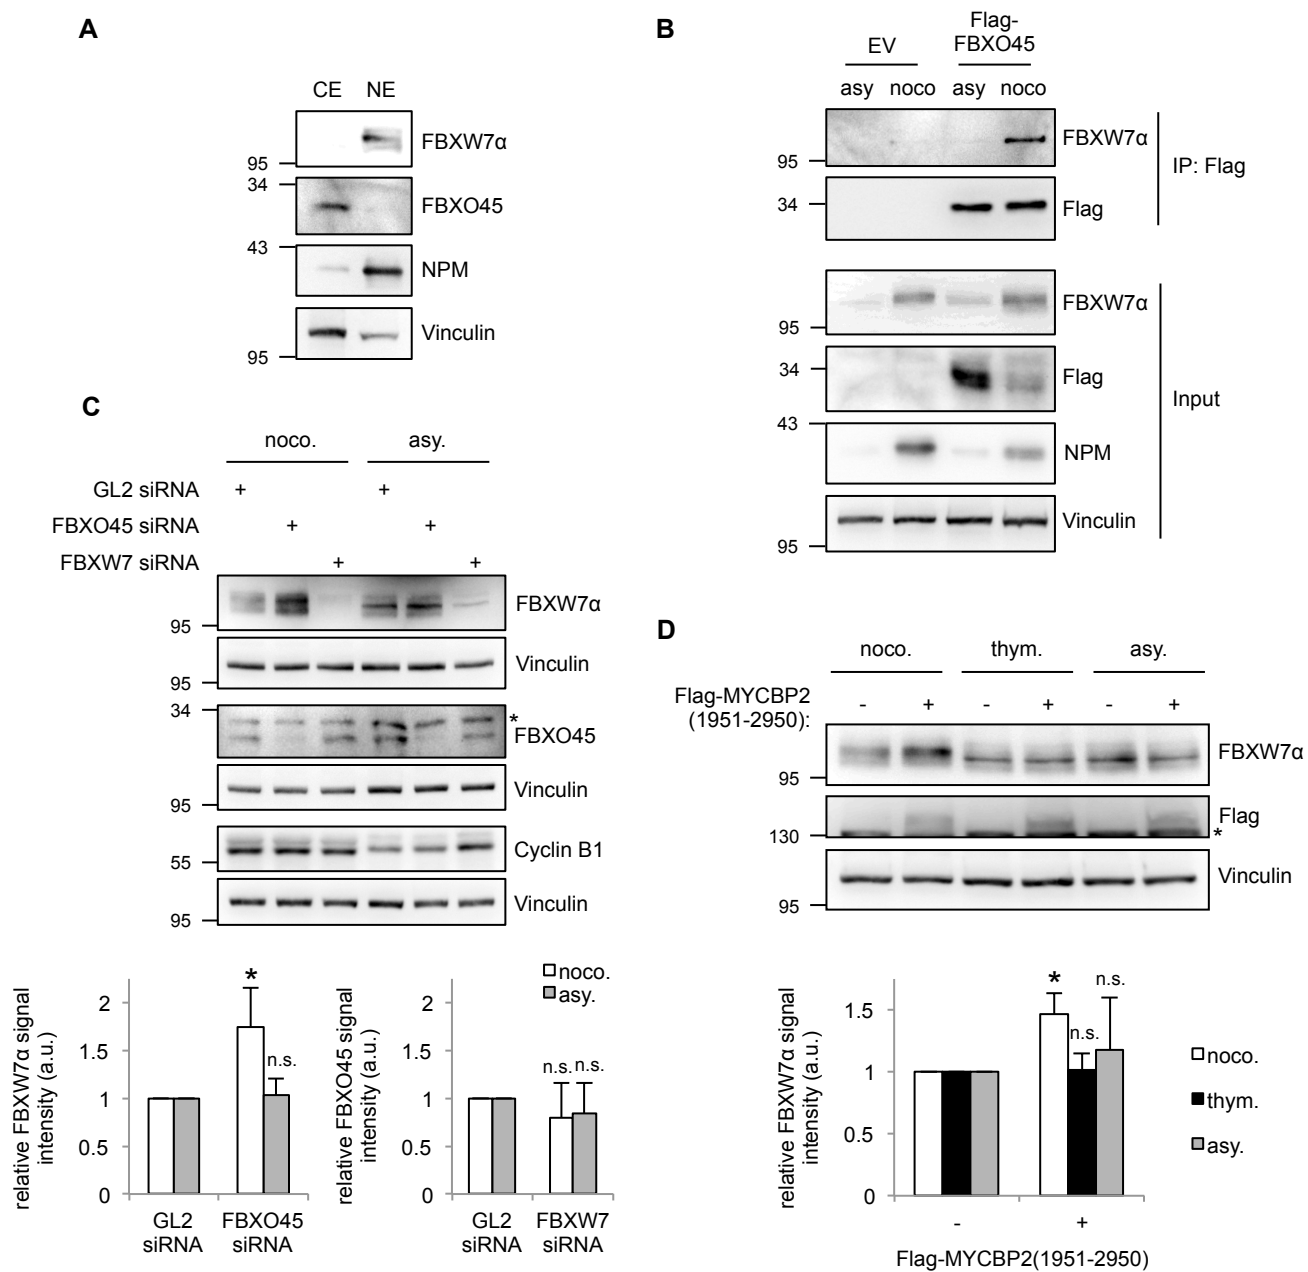 A
CE NE
FBXW7α
95
34
FBXO45
43
NPM
Vinculin
95
B
EV
Flag-
FBXO45
asy noco asy noco
FBXW7α
95
IP: Flag
34
Flag
FBXW7α
95
34
Flag
Input
43
NPM
Vinculin
95
C
noco. asy.
GL2 siRNA + +
FBXO45 siRNA + +
FBXW7 siRNA + +
FBXW7α
95
Vinculin
95
34
*
FBXO45
Vinculin
95
Cyclin B1
55
Vinculin
95
relative FBXW7α signal
intensity (a.u.)
2
1.5
1
0.5
0
*
n.s.
GL2
siRNA
FBXO45
siRNA
relative FBXO45 signal
intensity (a.u.)
2
1.5
1
0.5
0
noco.
asy.
n.s. n.s.
GL2
siRNA
FBXW7
siRNA
D
noco. thym. asy.
Flag-MYCBP2
(1951-2950):
- + - + - +
FBXW7α
95
Flag
*
130
Vinculin
95
relative FBXW7α signal
intensity (a.u.)
1.5
1
0.5
0
*
n.s.
n.s.
noco.
thym.
asy.
- +
Flag-MYCBP2(1951-2950)